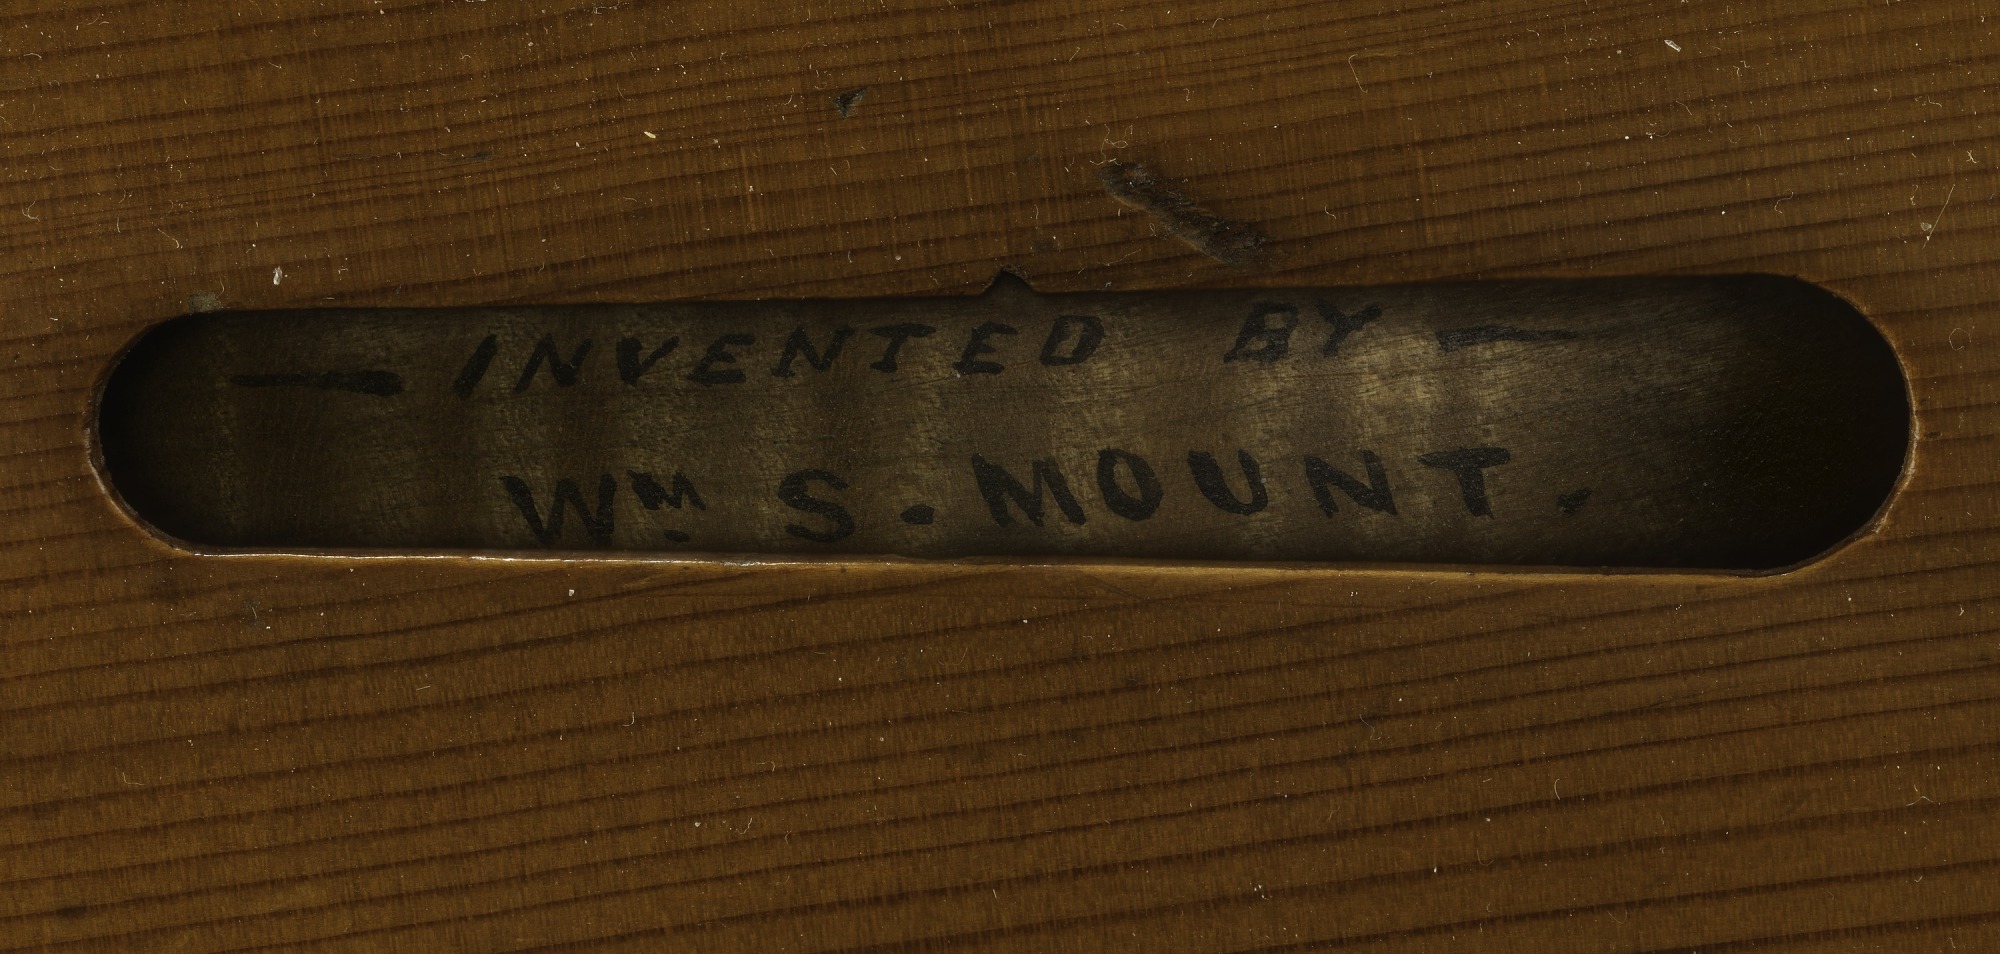 — INVENTED BY —
Wᵐ. S. MOUNT.